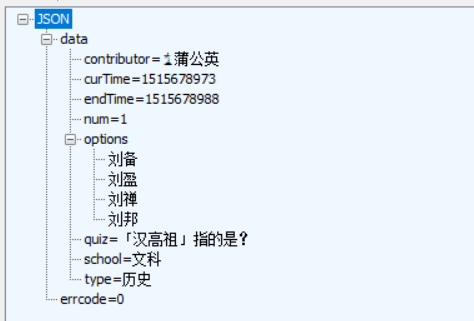 JSON
data
contributor=1蒲公英
curTime=1515678973
endTime=1515678988
num=1
options
刘备
刘盈
刘禅
刘邦
quiz=「汉高祖」指的是?
school=文科
type=历史
errcode=0